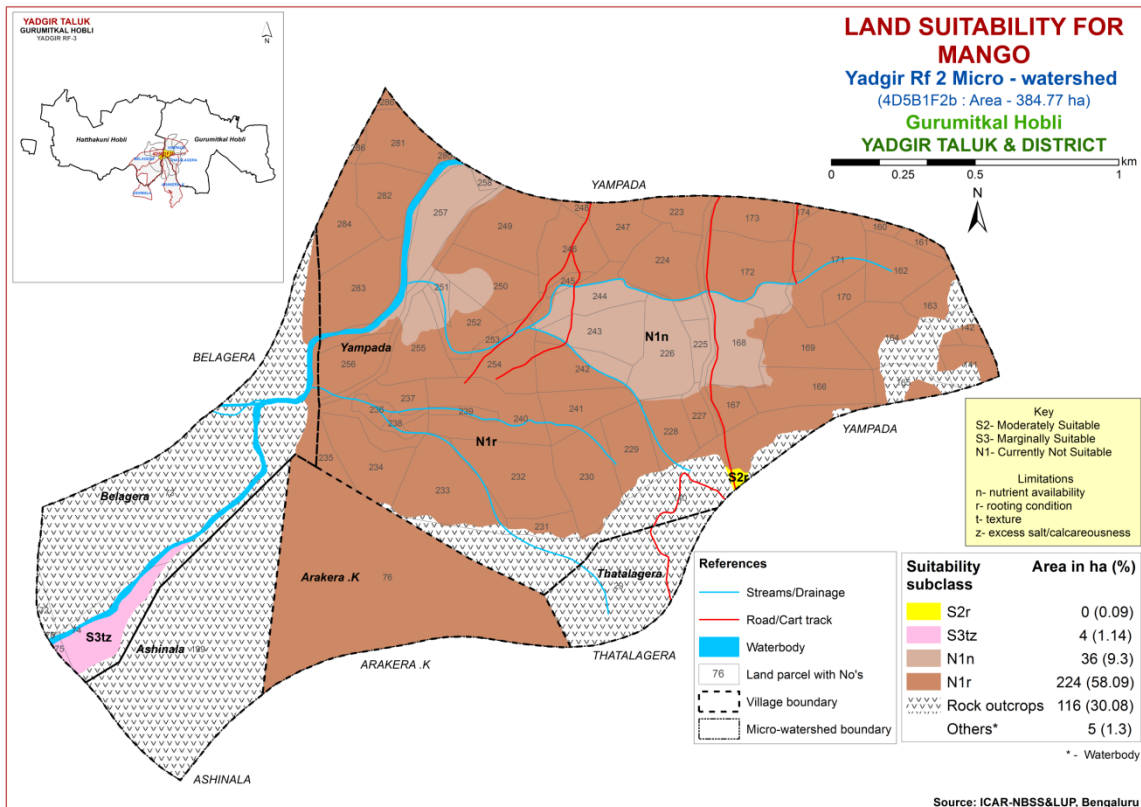 YADGIR TALUK
GURUMITKAL HOBLI
YADGIR RF-3
N
Hatthakuni Hobli
Gurumitkal Hobli
LAND SUITABILITY FOR
MANGO
Yadgir Rf 2 Micro - watershed
(4D5B1F2b : Area - 384.77 ha)
Gurumitkal Hobli
YADGIR TALUK & DISTRICT
km
0 0.25 0.5 1
N
YAMPADA
286
281
286
282
284
283
258
257
249
248
247
223
224
173
174
172
160
161
171
162
170
163
142
141
164
165
246
245
244
243
250
251
252
253
254
255
256
Yampada
N1n
225
226
168
169
166
167
242
241
240
239
237
236
238
N1r
227
228
229
230
231
232
233
234
235
S2r
BELAGERA
YAMPADA
Belagera
73
Arakera .K
76
Thatalagera
S3tz
74
75
Ashinala
199
ARAKERA .K
THATALAGERA
ASHINALA
Key
S2- Moderately Suitable
S3- Marginally Suitable
N1- Currently Not Suitable
Limitations
n- nutrient availability
r- rooting condition
t- texture
z- excess salt/calcareousness
References
Streams/Drainage
Road/Cart track
Waterbody
76 Land parcel with No's
Village boundary
Micro-watershed boundary
Suitability Area in ha (%)
subclass
S2r 0 (0.09)
S3tz 4 (1.14)
N1n 36 (9.3)
N1r 224 (58.09)
Rock outcrops 116 (30.08)
Others* 5 (1.3)
* - Waterbody
Source: ICAR-NBSS&LUP, Bengaluru